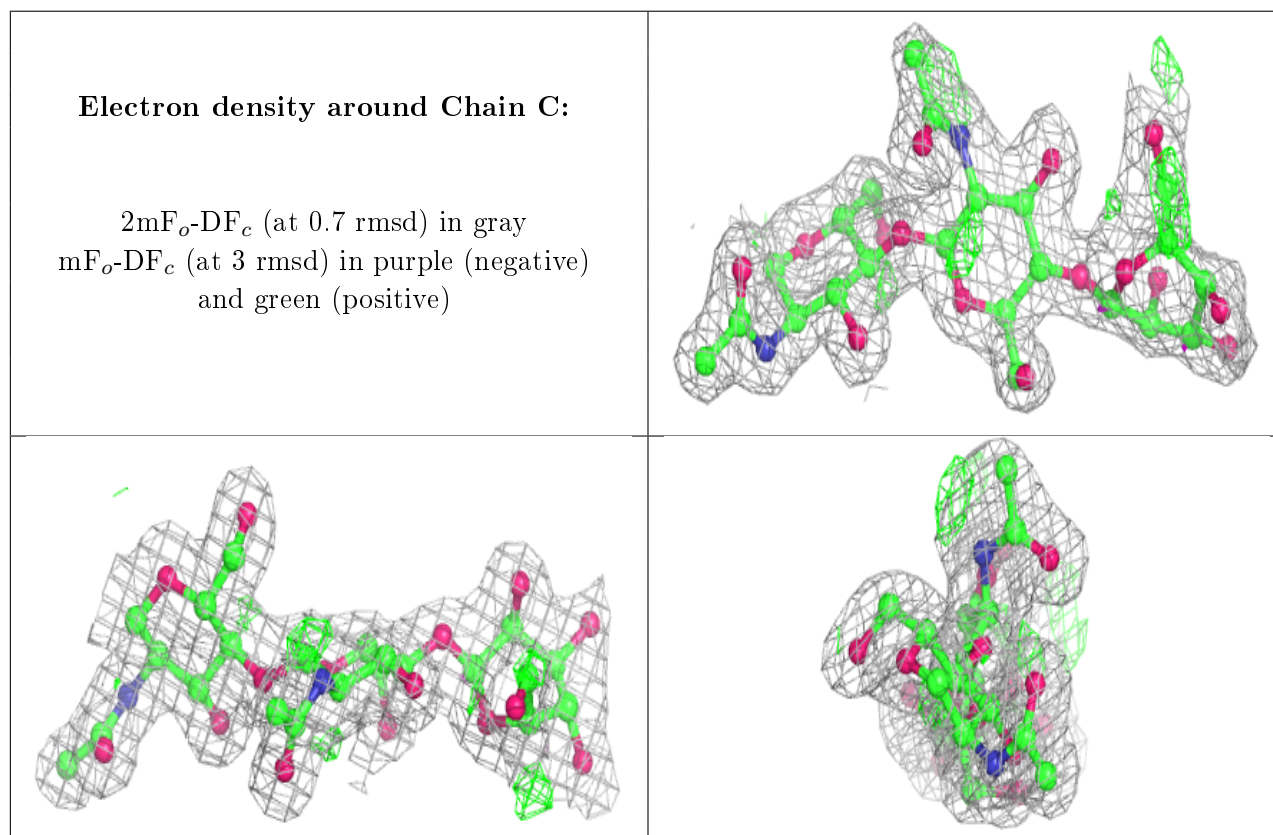 Electron density around Chain C:
2mFₒ-DF𝑐 (at 0.7 rmsd) in gray
mFₒ-DF𝑐 (at 3 rmsd) in purple (negative)
and green (positive)